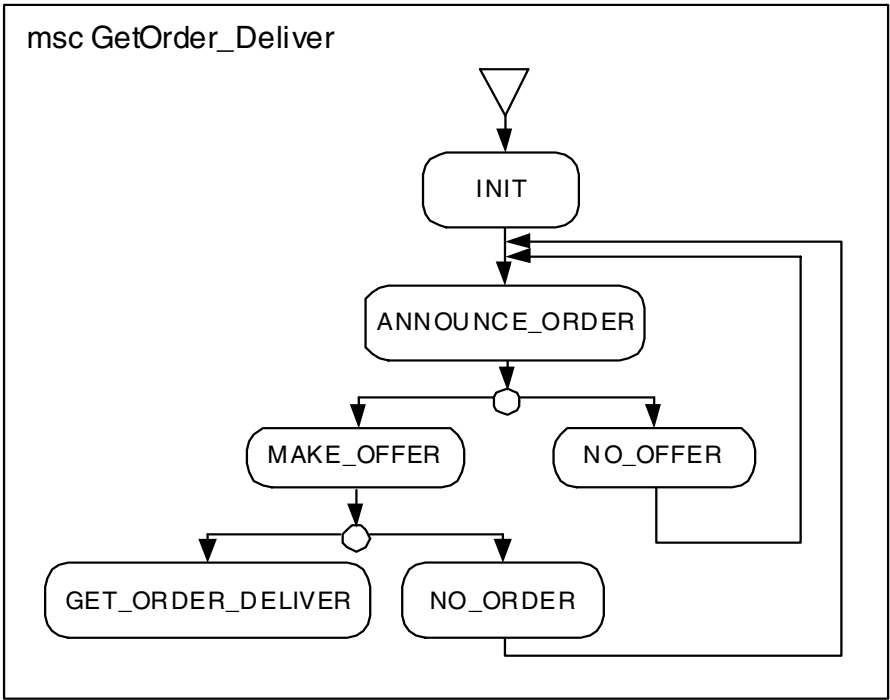 msc GetOrder_Deliver
INIT
ANNOUNCE_ORDER
MAKE_OFFER
NO_OFFER
GET_ORDER_DELIVER
NO_ORDER